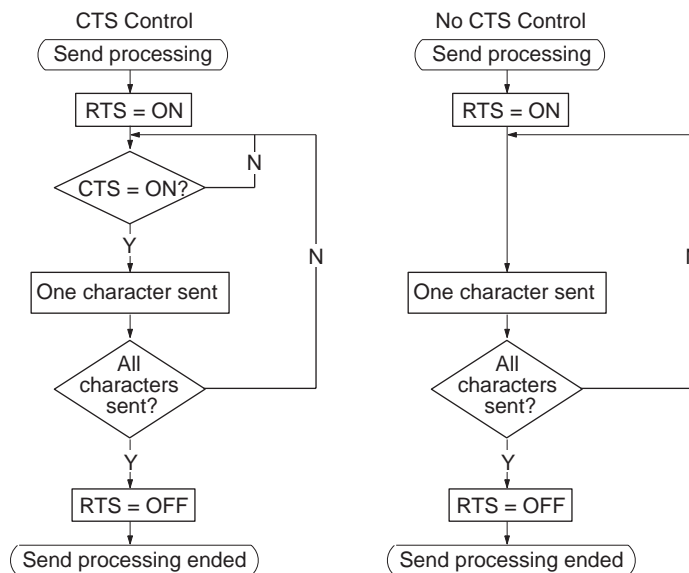 CTS Control
Send processing
RTS = ON
N
CTS = ON?
Y
N
One character sent
All
characters
sent?
Y
RTS = OFF
Send processing ended
No CTS Control
Send processing
RTS = ON
N
One character sent
All
characters
sent?
Y
RTS = OFF
Send processing ended